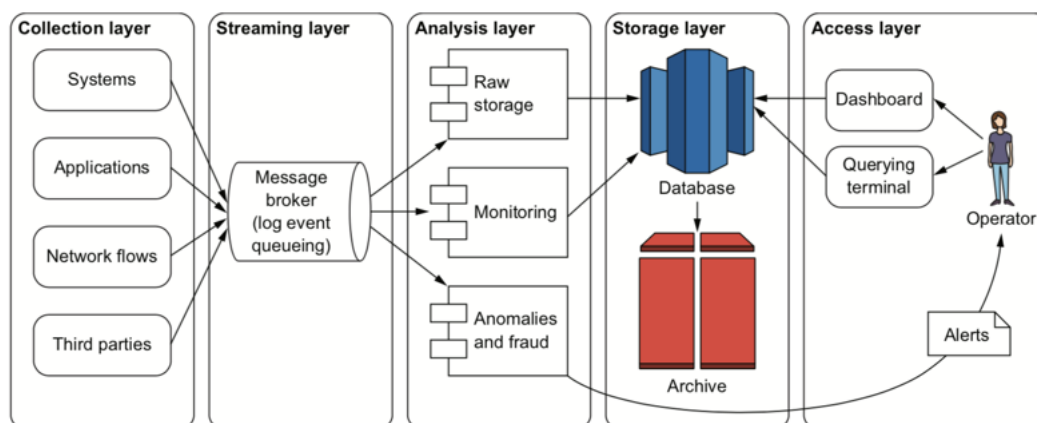 Collection layer
Systems
Applications
Network flows
Third parties
Streaming layer
Message
broker
(log event
queueing)
Analysis layer
Raw
storage
Monitoring
Anomalies
and fraud
Storage layer
Database
Archive
Access layer
Dashboard
Querying
terminal
Operator
Alerts